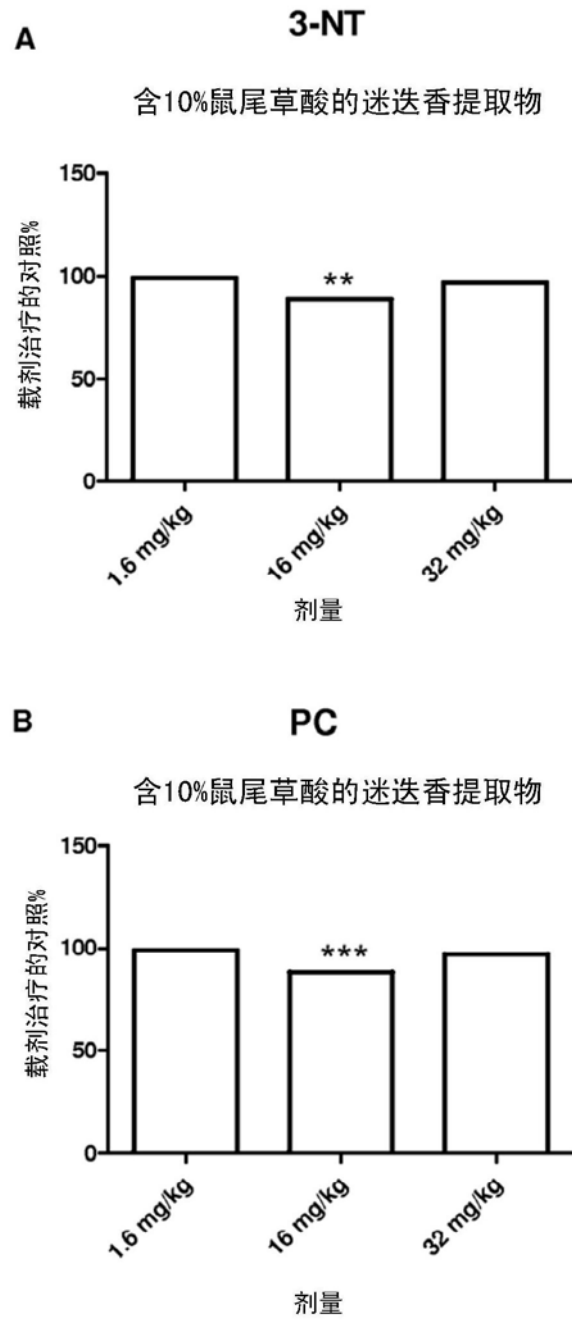 A
3-NT
含10%鼠尾草酸的迷迭香提取物
载剂治疗的对照%
150
100
50
0
**
1.6 mg/kg
16 mg/kg
32 mg/kg
剂量
B
PC
含10%鼠尾草酸的迷迭香提取物
载剂治疗的对照%
150
100
50
0
***
1.6 mg/kg
16 mg/kg
32 mg/kg
剂量